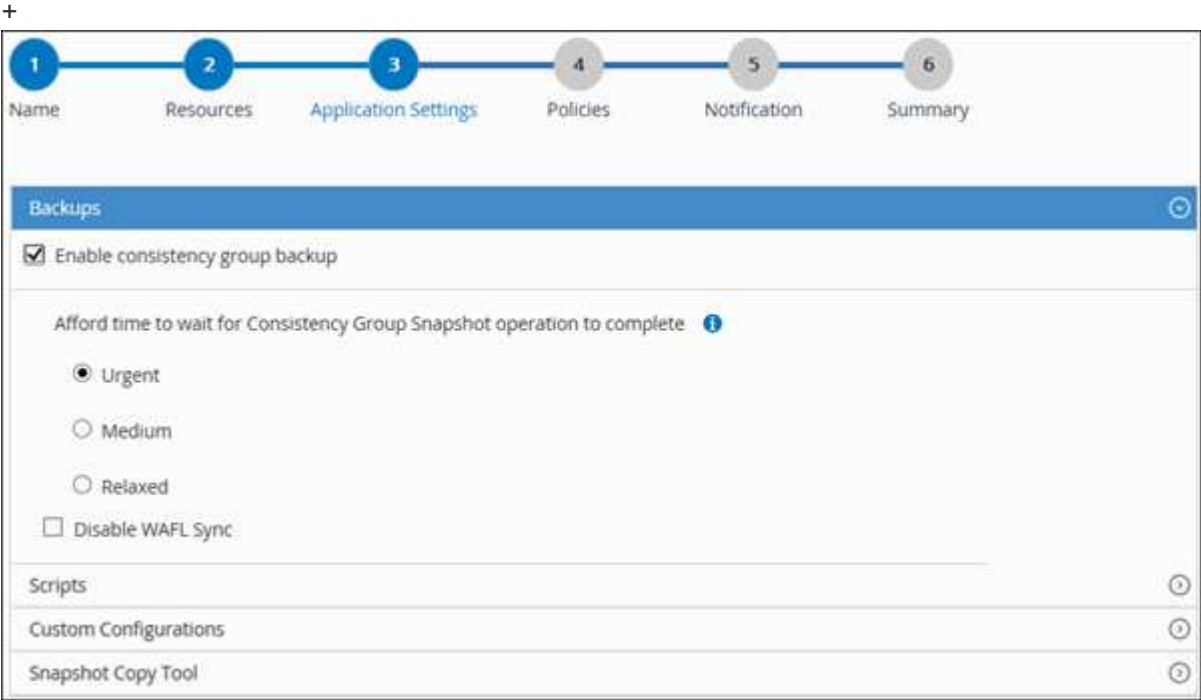 +
1 2 3 4 5 6
Name Resources Application Settings Policies Notification Summary
Backups
Enable consistency group backup
Afford time to wait for Consistency Group Snapshot operation to complete i
Urgent
Medium
Relaxed
Disable WAFL Sync
Scripts
Custom Configurations
Snapshot Copy Tool